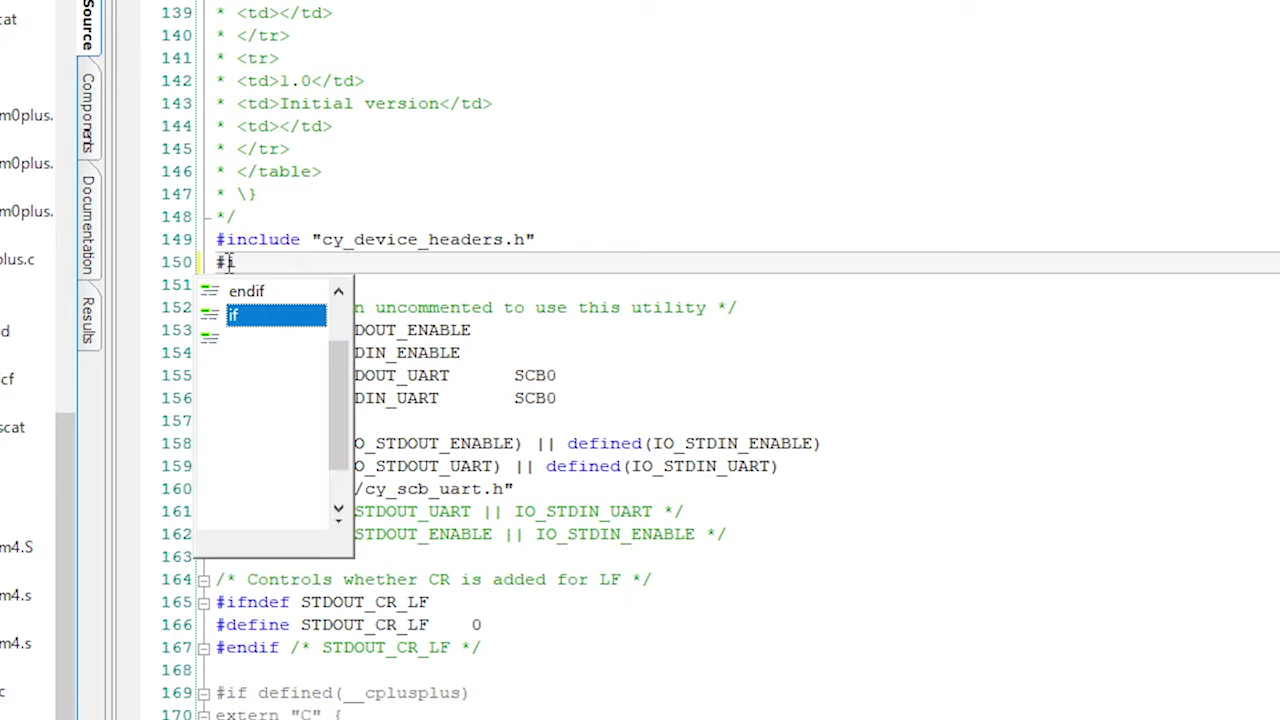 cat
m0plus.
m0plus.
m0plus.
plus.c
d
cf
scat
m4.S
m4.s
m4.s
c
Source
Components
Documentation
Results
139 * <td></td>
140 * </tr>
141 * <tr>
142 * <td>1.0</td>
143 * <td>Initial version</td>
144 * <td></td>
145 * </tr>
146 * </table>
147 * \}
148 */
149 #include "cy_device_headers.h"
150 #i
endif
if
151
152 n uncommented to use this utility */
153 DOUT_ENABLE
154 DIN_ENABLE
155 DOUT_UART SCB0
156 DIN_UART SCB0
157
158 O_STDOUT_ENABLE) || defined(IO_STDIN_ENABLE)
159 O_STDOUT_UART) || defined(IO_STDIN_UART)
160 /cy_scb_uart.h"
161 STDOUT_UART || IO_STDIN_UART */
162 STDOUT_ENABLE || IO_STDIN_ENABLE */
163
164 /* Controls whether CR is added for LF */
165 #ifndef STDOUT_CR_LF
166 #define STDOUT_CR_LF 0
167 #endif /* STDOUT_CR_LF */
168
169 #if defined(__cplusplus)
170 extern "C" {